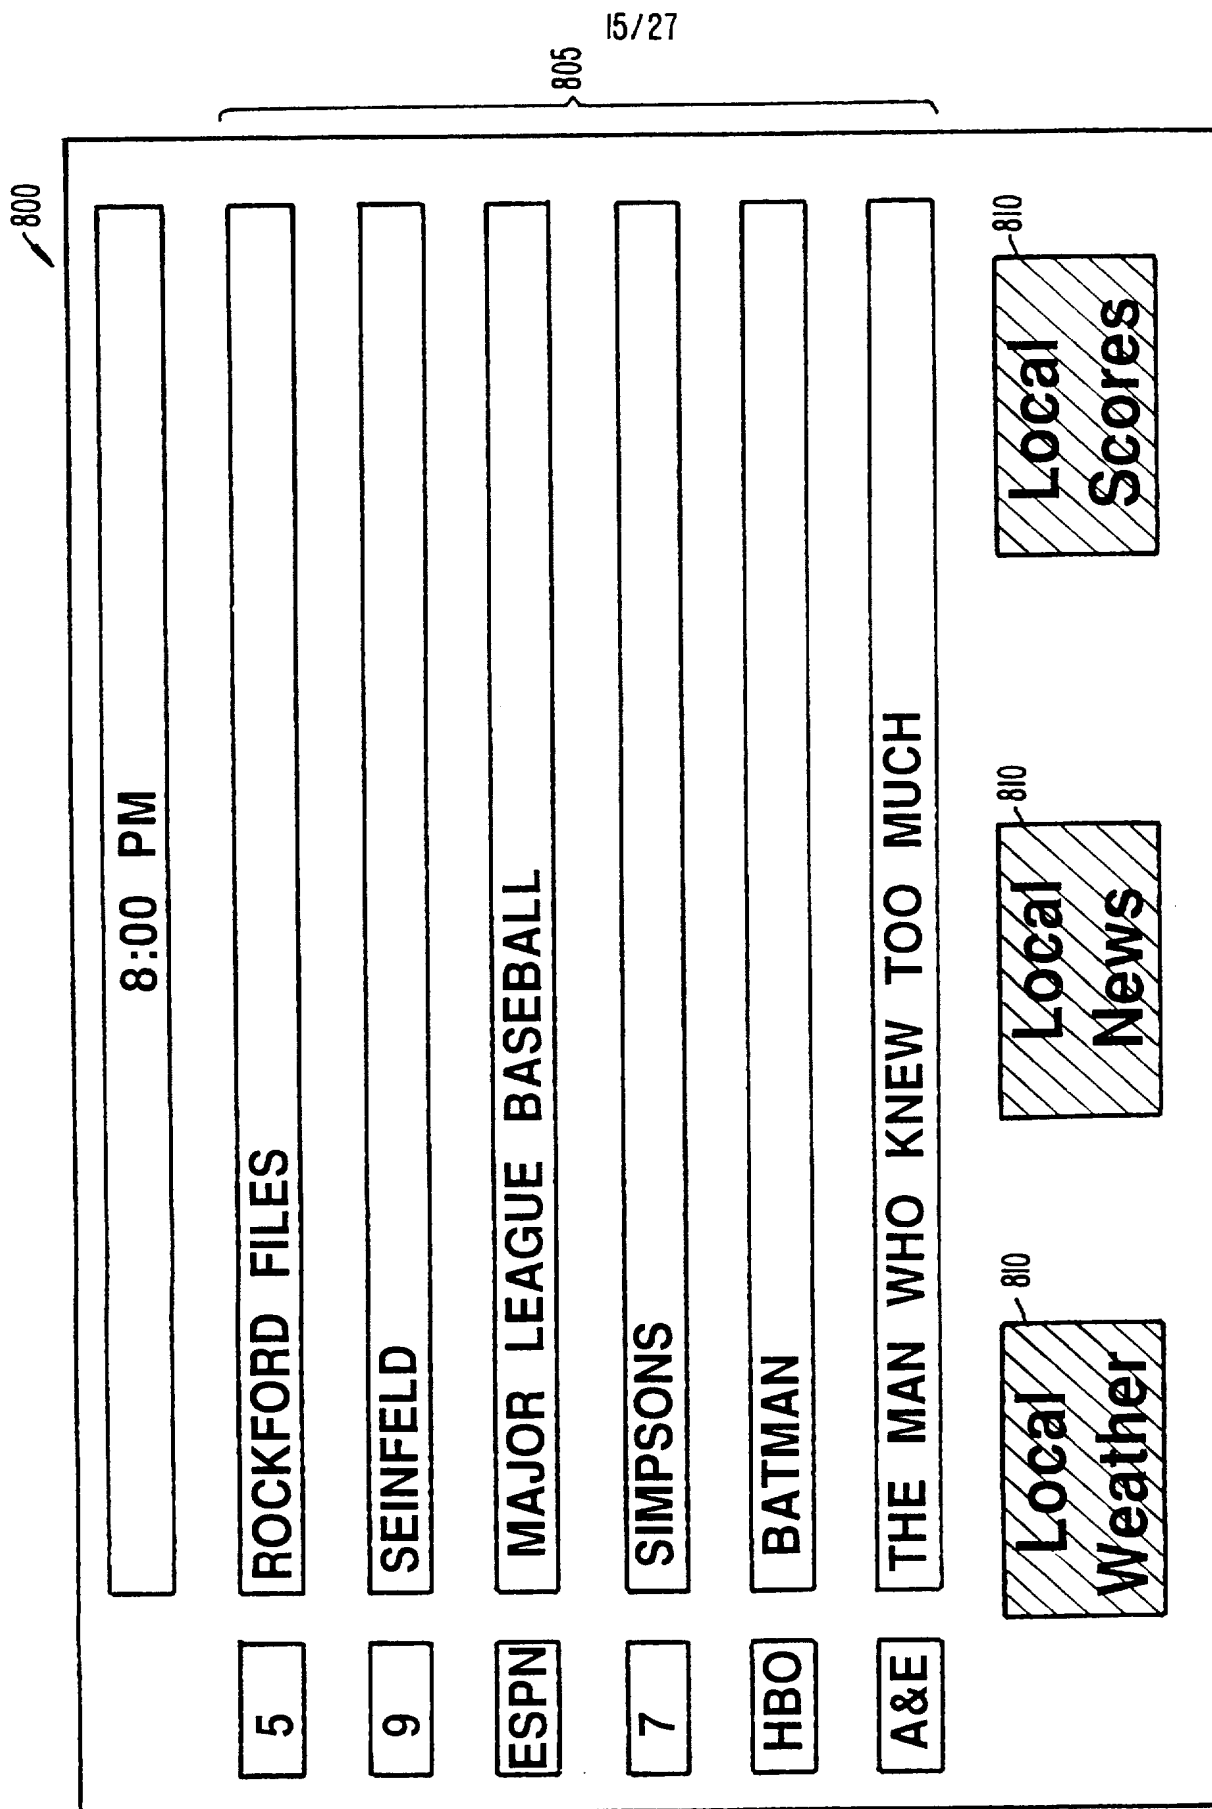 15/27
800
805
8:00 PM
5 ROCKFORD FILES
9 SEINFELD
ESPN MAJOR LEAGUE BASEBALL
7 SIMPSONS
HBO BATMAN
A&E THE MAN WHO KNEW TOO MUCH
810
Local
Weather
810
Local
News
810
Local
Scores